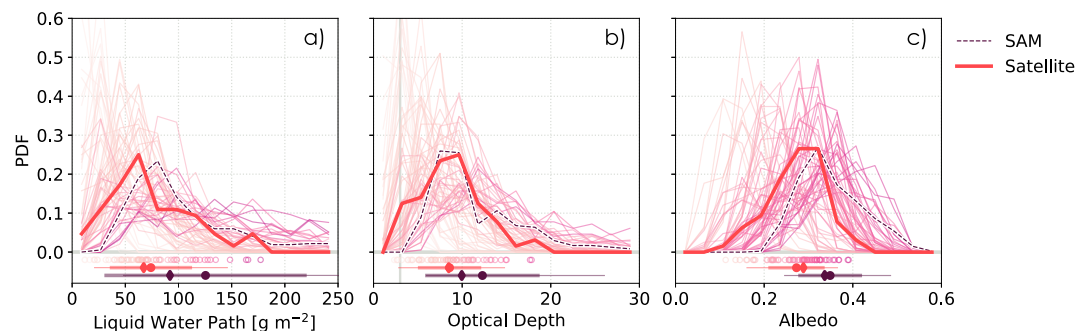 0.6
0.5
0.4
0.3
0.2
0.1
0.0
PDF
a)
b)
c)
SAM
Satellite
0 50 100 150 200 250
0 10 20 30
0.0 0.2 0.4 0.6
Liquid Water Path [g m⁻²]
Optical Depth
Albedo